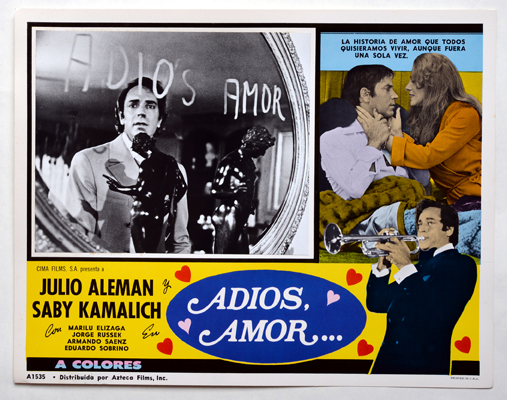 ADIO'S
AMOR
LA HISTORIA DE AMOR QUE TODOS
QUISIERAMOS VIVIR, AUNQUE FUERA
UNA SOLA VEZ.
CIMA FILMS, S.A. presenta a
JULIO ALEMAN y
SABY KAMALICH
Con MARILU ELIZAGA
JORGE RUSSEK
ARMANDO SAENZ
EDUARDO SOBRINO
En
ADIOS,
AMOR...
A COLORES
A1535 • Distribuida por Azteca Films, Inc.